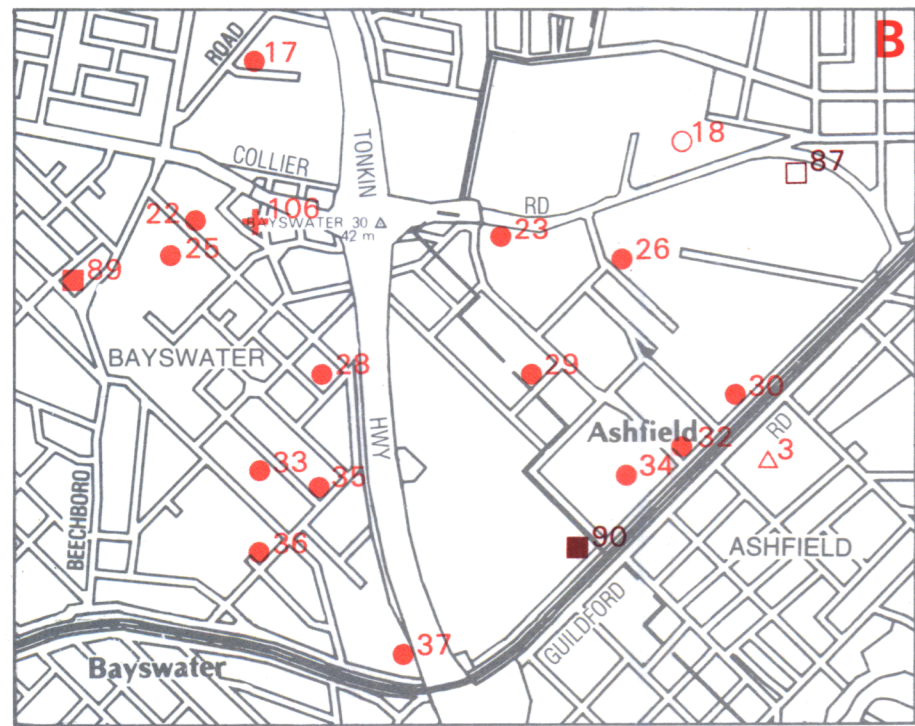 B
ROAD
17
TONKIN
18
COLLIER
87
RD
22
106
BAYSWATER 30
42 m
23
25
26
89
BAYSWATER
28
29
30
HWY
RD
Ashfield
32
3
33
34
35
BEECHBORO
36
90
ASHFIELD
GUILDFORD
37
Bayswater